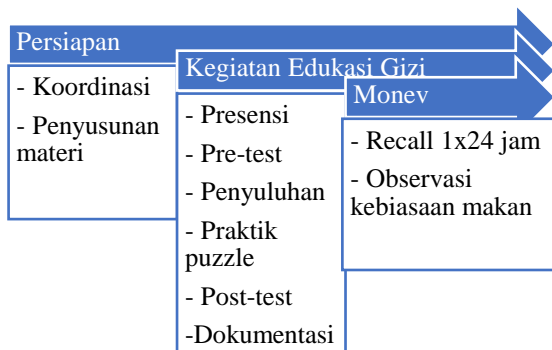 Persiapan
- Koordinasi
- Penyusunan
materi
Kegiatan Edukasi Gizi
- Presensi
- Pre-test
- Penyuluhan
- Praktik
puzzle
- Post-test
-Dokumentasi
Monev
- Recall 1x24 jam
- Observasi
kebiasaan makan